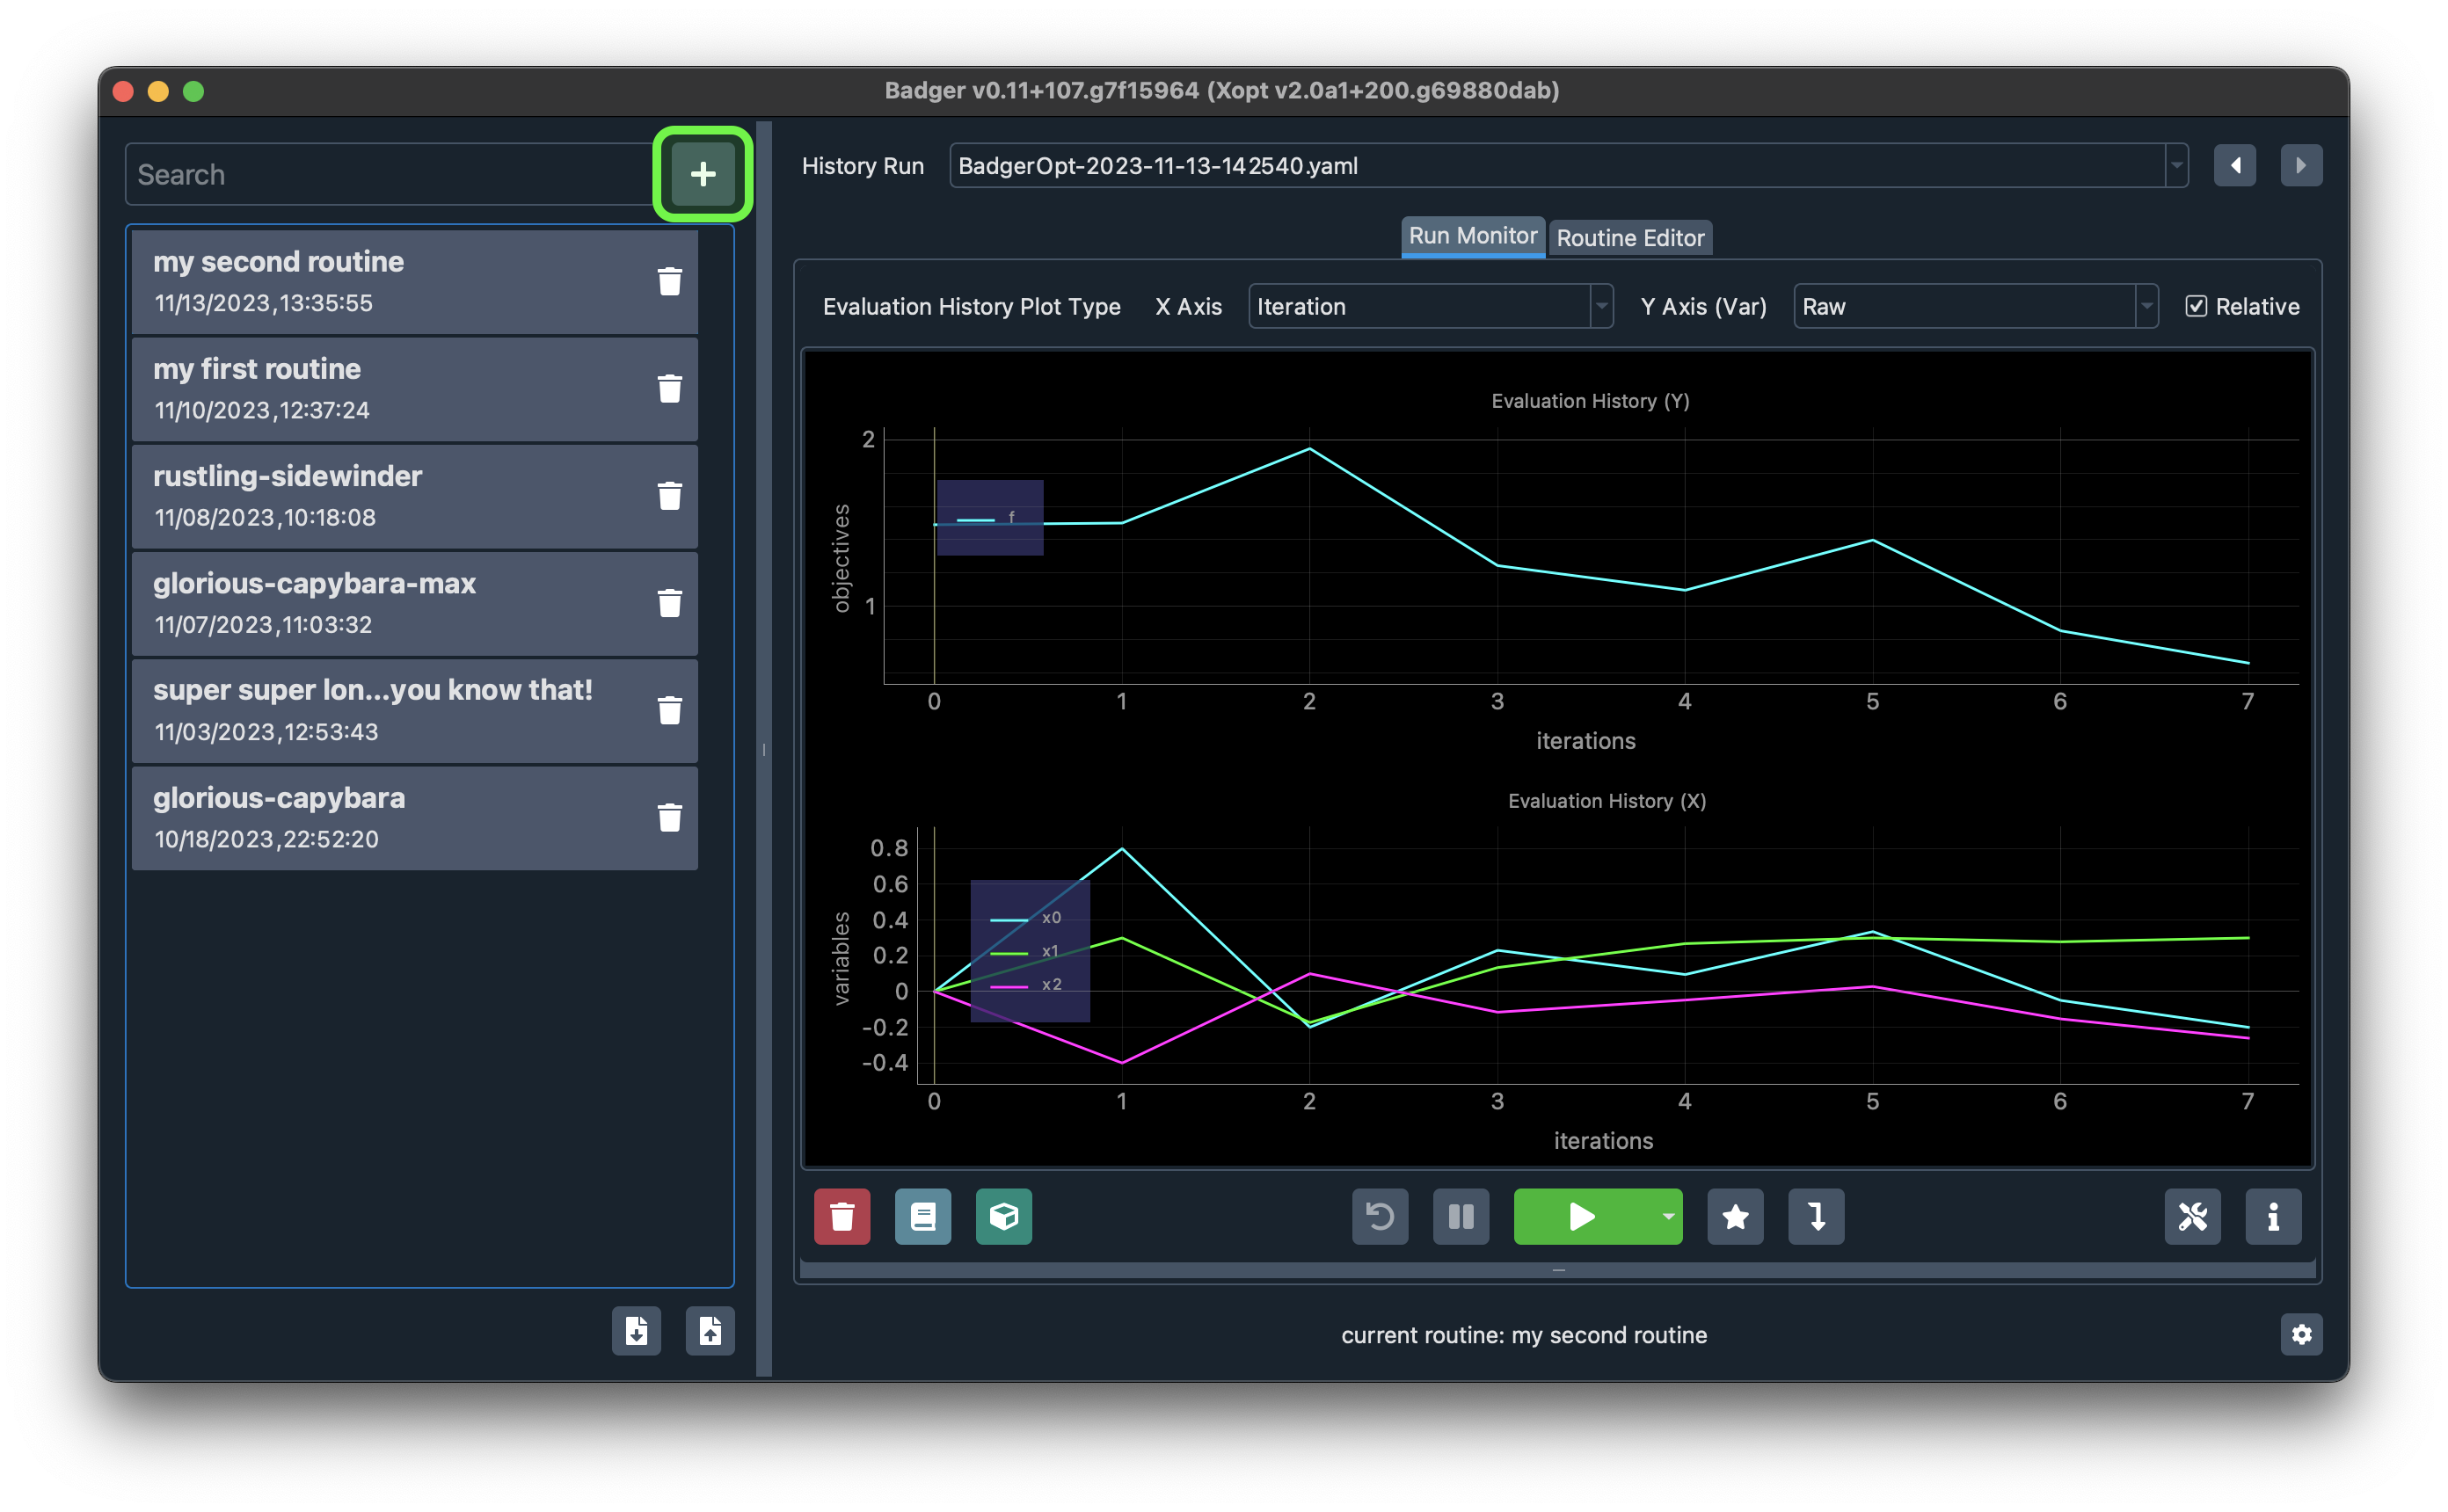 Badger v0.11+107.g7f15964 (Xopt v2.0a1+200.g69880dab)
Search
my second routine
11/13/2023,13:35:55
my first routine
11/10/2023,12:37:24
rustling-sidewinder
11/08/2023,10:18:08
glorious-capybara-max
11/07/2023,11:03:32
super super lon...you know that!
11/03/2023,12:53:43
glorious-capybara
10/18/2023,22:52:20
History Run BadgerOpt-2023-11-13-142540.yaml
Run Monitor Routine Editor
Evaluation History Plot Type X Axis Iteration Y Axis (Var) Raw Relative
Evaluation History (Y)
2
1
objectives
f
0 1 2 3 4 5 6 7
iterations
Evaluation History (X)
0.8
0.6
0.4
0.2
0
-0.2
-0.4
variables
x0
x1
x2
0 1 2 3 4 5 6 7
iterations
current routine: my second routine